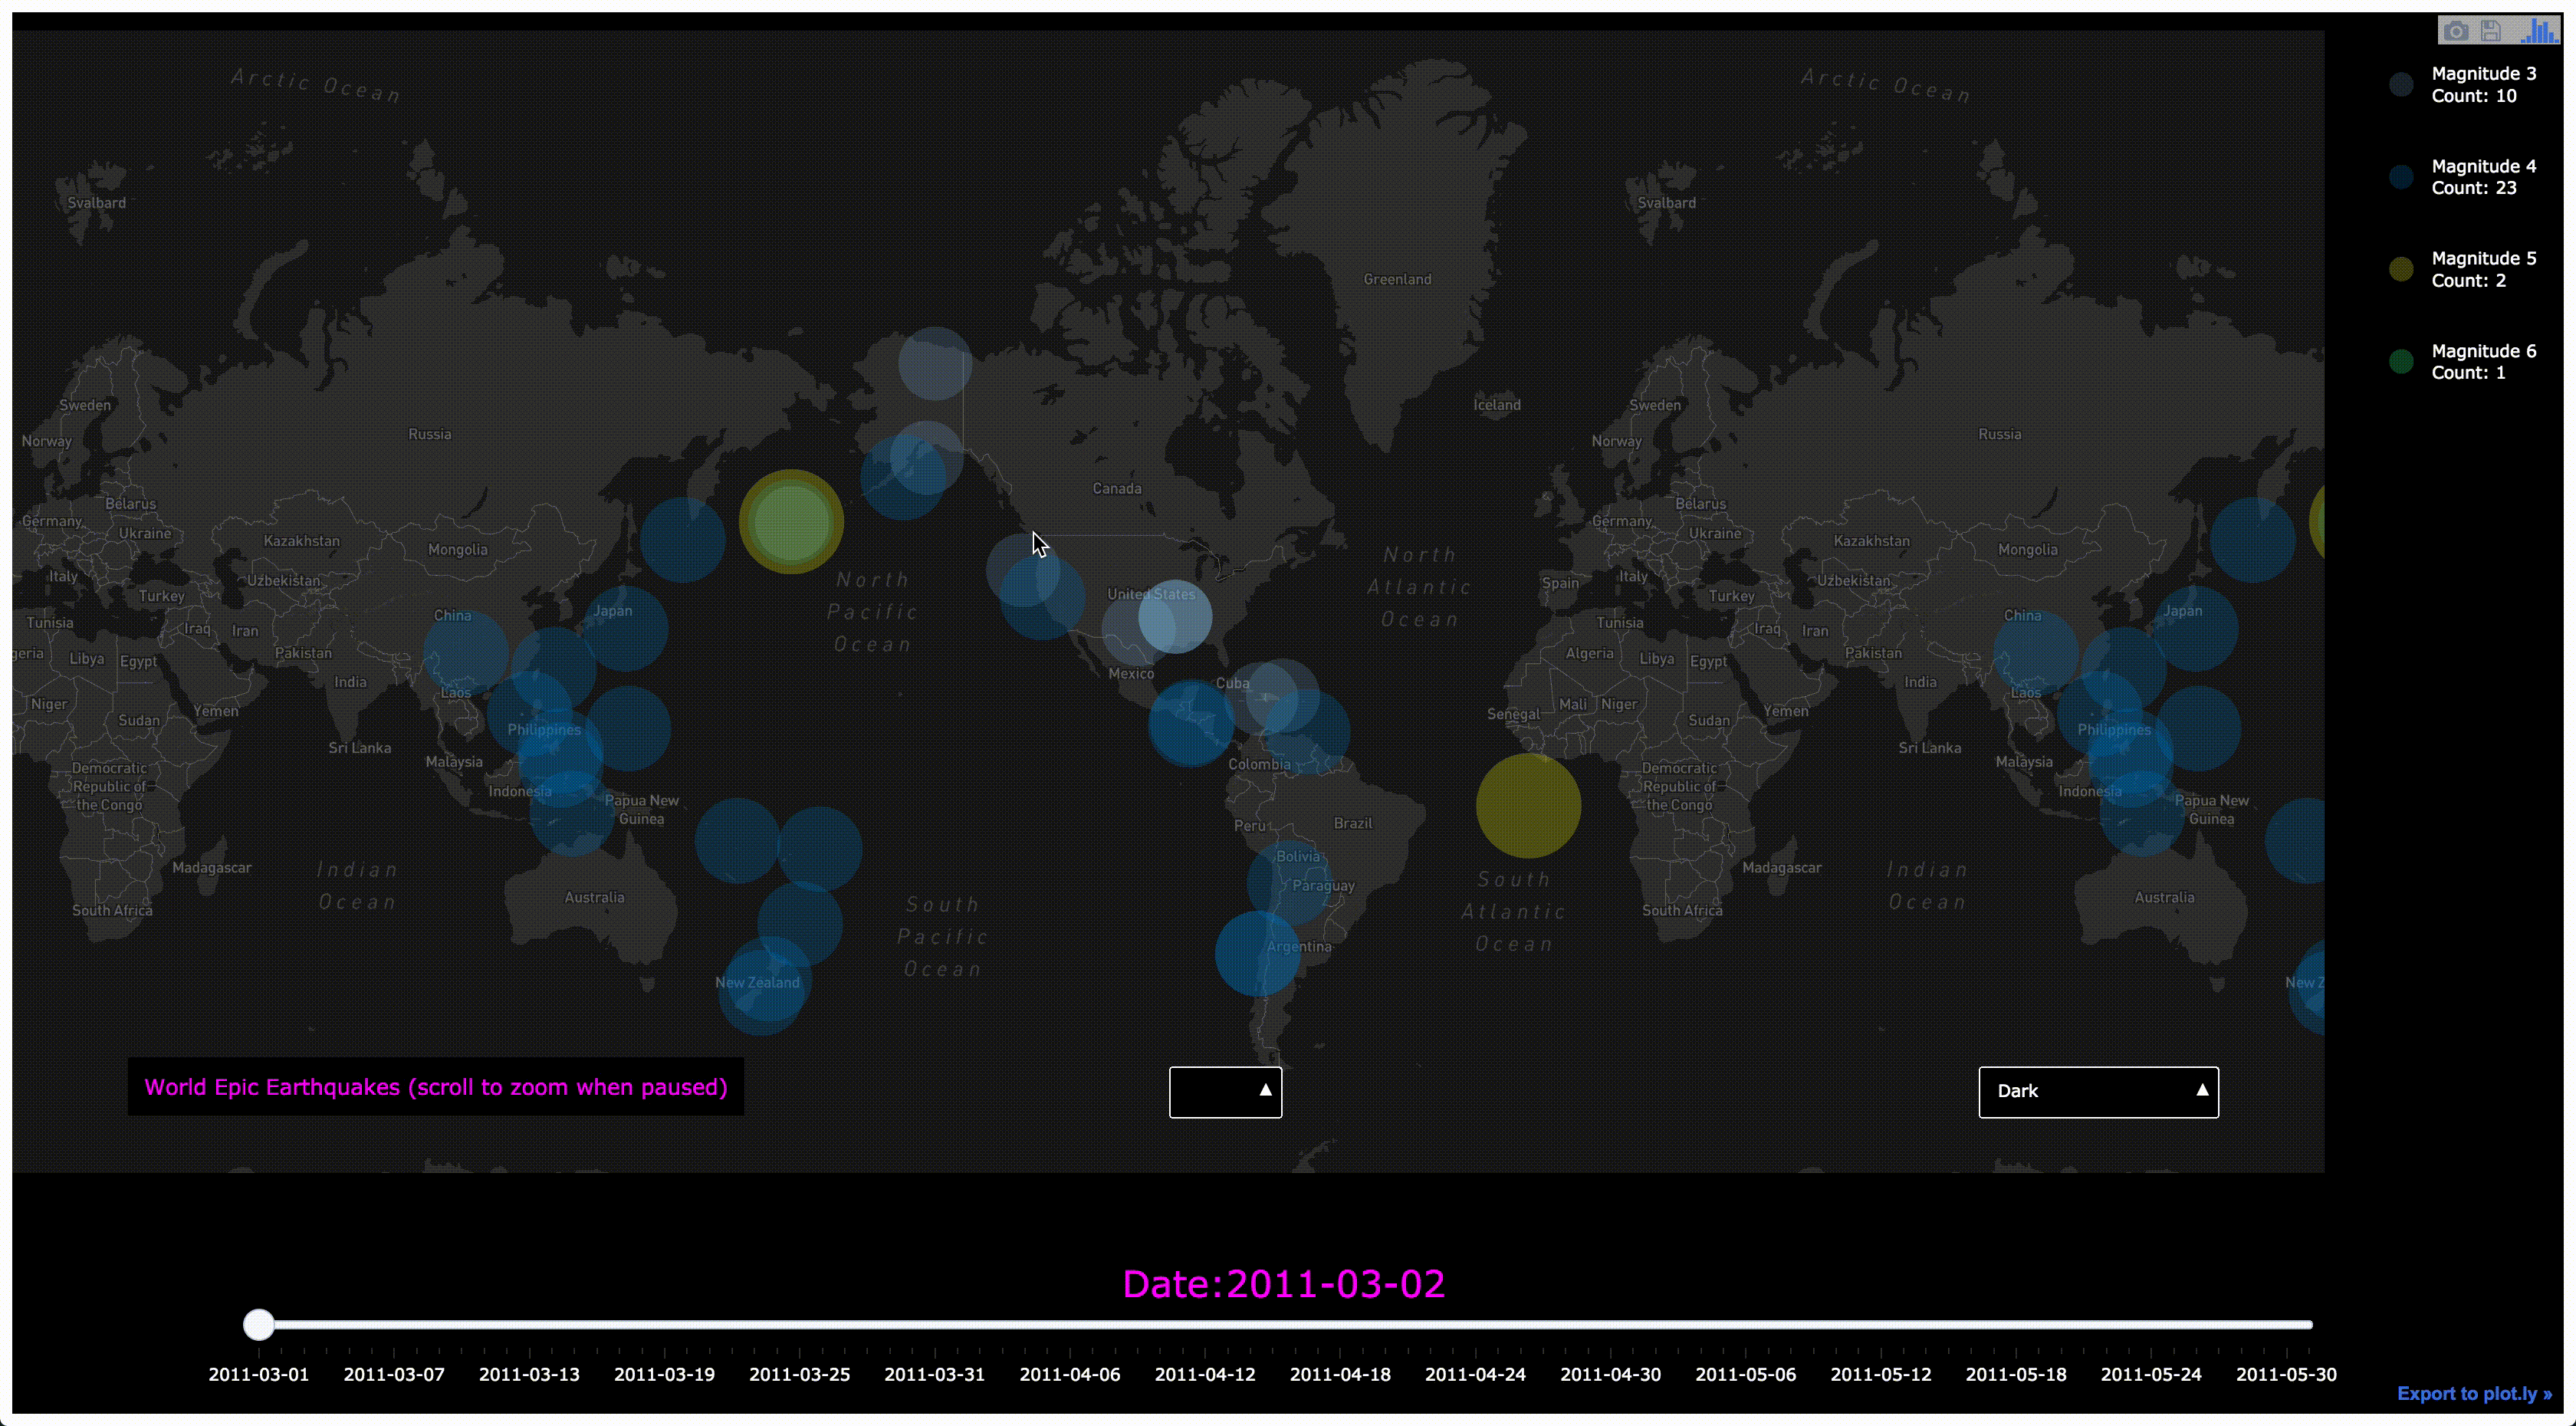 Arctic Ocean
Arctic Ocean
Magnitude 3
Count: 10
Magnitude 4
Count: 23
Magnitude 5
Count: 2
Magnitude 6
Count: 1
Svalbard
Svalbard
Greenland
Sweden
Iceland
Sweden
Norway
Russia
Norway
Russia
Canada
Belarus
Belarus
Germany
Germany
Ukraine
Ukraine
Kazakhstan
Kazakhstan
Mongolia
Mongolia
North
Atlantic
Ocean
North
Pacific
Ocean
Italy
Spain
Italy
Uzbekistan
Uzbekistan
Turkey
Turkey
United States
China
Japan
China
Japan
Tunisia
Tunisia
Iraq
Iran
Iraq
Iran
Pakistan
Pakistan
geria
Libya
Egypt
Algeria
Libya
Egypt
Mexico
Cuba
India
India
Laos
Laos
Niger
Mali
Niger
Yemen
Yemen
Sudan
Senegal
Sudan
Philippines
Philippines
Sri Lanka
Sri Lanka
Malaysia
Malaysia
Colombia
Democratic
Republic of
the Congo
Democratic
Republic of
the Congo
Indonesia
Indonesia
Papua New
Guinea
Papua New
Guinea
Peru
Brazil
Bolivia
Madagascar
Madagascar
Indian
Ocean
Indian
Ocean
Paraguay
South
Atlantic
Ocean
Australia
Australia
South
Pacific
Ocean
South Africa
South Africa
Argentina
New Zealand
New Z
World Epic Earthquakes (scroll to zoom when paused)
Dark
Date:2011-03-02
2011-03-01 2011-03-07 2011-03-13 2011-03-19 2011-03-25 2011-03-31 2011-04-06 2011-04-12 2011-04-18 2011-04-24 2011-04-30 2011-05-06 2011-05-12 2011-05-18 2011-05-24 2011-05-30
Export to plot.ly »